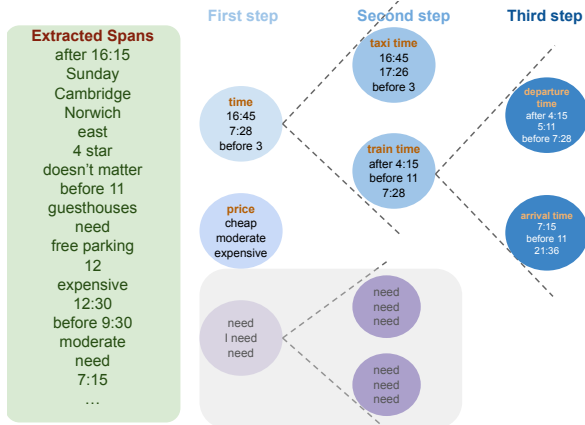 Extracted Spans
after 16:15
Sunday
Cambridge
Norwich
east
4 star
doesn't matter
before 11
guesthouses
need
free parking
12
expensive
12:30
before 9:30
moderate
need
7:15
…
First step
time
16:45
7:28
before 3
price
cheap
moderate
expensive
need
I need
need
Second step
taxi time
16:45
17:26
before 3
train time
after 4:15
before 11
7:28
need
need
need
need
need
need
Third step
departure
time
after 4:15
5:11
before 7:28
arrival time
7:15
before 11
21:36